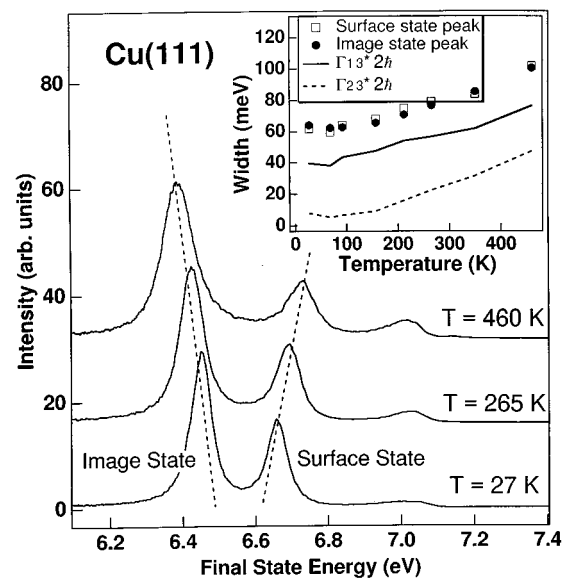 Cu(111)
Surface state peak
Image state peak
Γ13* 2ħ
Γ23* 2ħ
Width (meV)
120
100
80
60
40
20
0
0 100 200 300 400
Temperature (K)
Intensity (arb. units)
80
60
40
20
0
T = 460 K
T = 265 K
Image State
Surface State
T = 27 K
6.2 6.4 6.6 6.8 7.0 7.2 7.4
Final State Energy (eV)